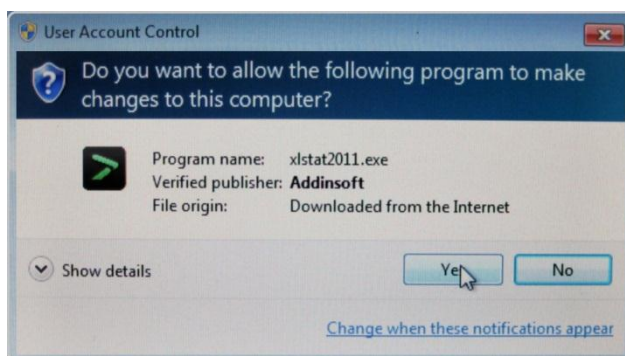 User Account Control
Do you want to allow the following program to make
changes to this computer?
Program name: xlstat2011.exe
Verified publisher: Addinsoft
File origin: Downloaded from the Internet
Show details
Yes
No
Change when these notifications appear